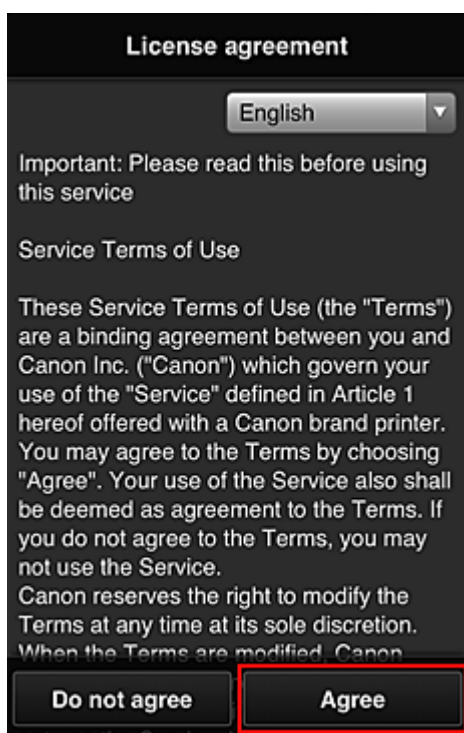 License agreement
English
Important: Please read this before using
this service
Service Terms of Use
These Service Terms of Use (the "Terms")
are a binding agreement between you and
Canon Inc. ("Canon") which govern your
use of the "Service" defined in Article 1
hereof offered with a Canon brand printer.
You may agree to the Terms by choosing
"Agree". Your use of the Service also shall
be deemed as agreement to the Terms. If
you do not agree to the Terms, you may
not use the Service.
Canon reserves the right to modify the
Terms at any time at its sole discretion.
When the Terms are modified, Canon
Do not agree
Agree